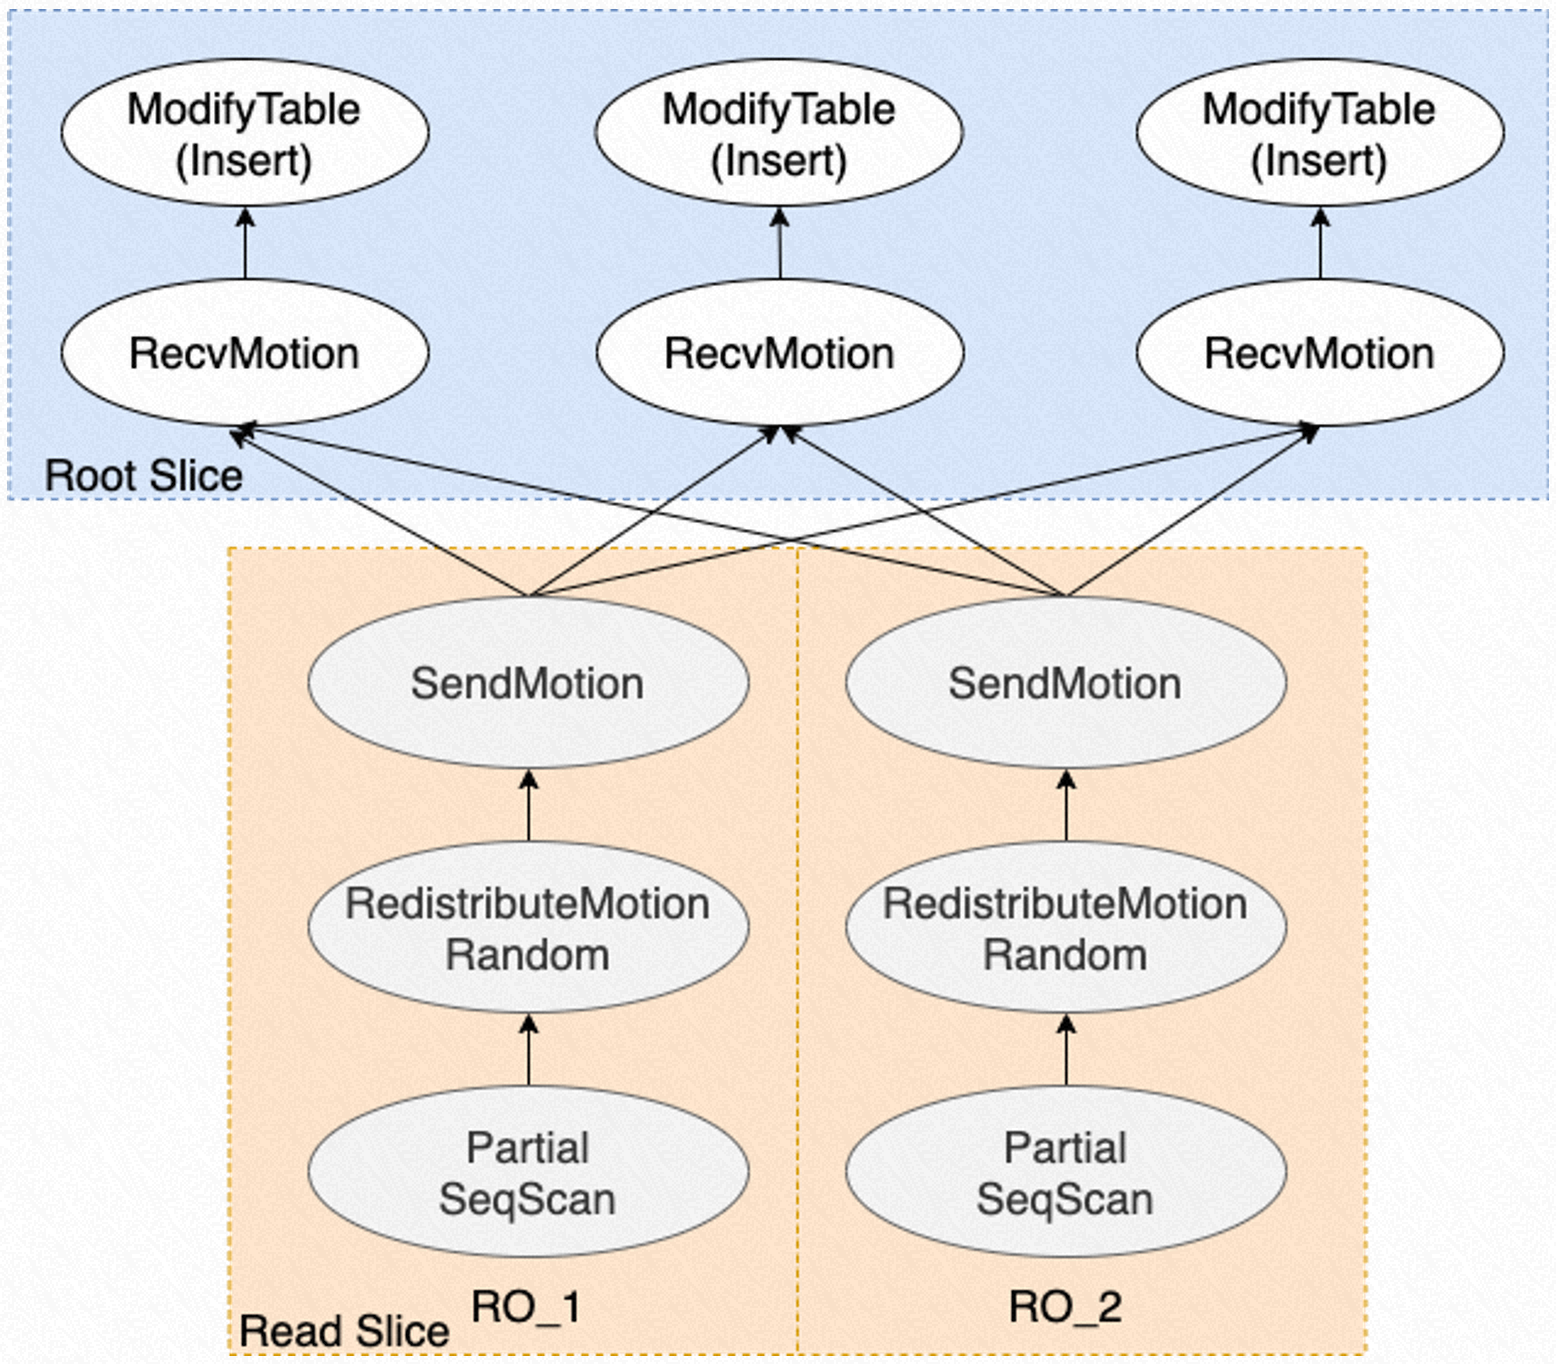 ModifyTable
(Insert)
ModifyTable
(Insert)
ModifyTable
(Insert)
RecvMotion
RecvMotion
RecvMotion
Root Slice
SendMotion
SendMotion
RedistributeMotion
Random
RedistributeMotion
Random
Partial
SeqScan
Partial
SeqScan
RO_1
RO_2
Read Slice